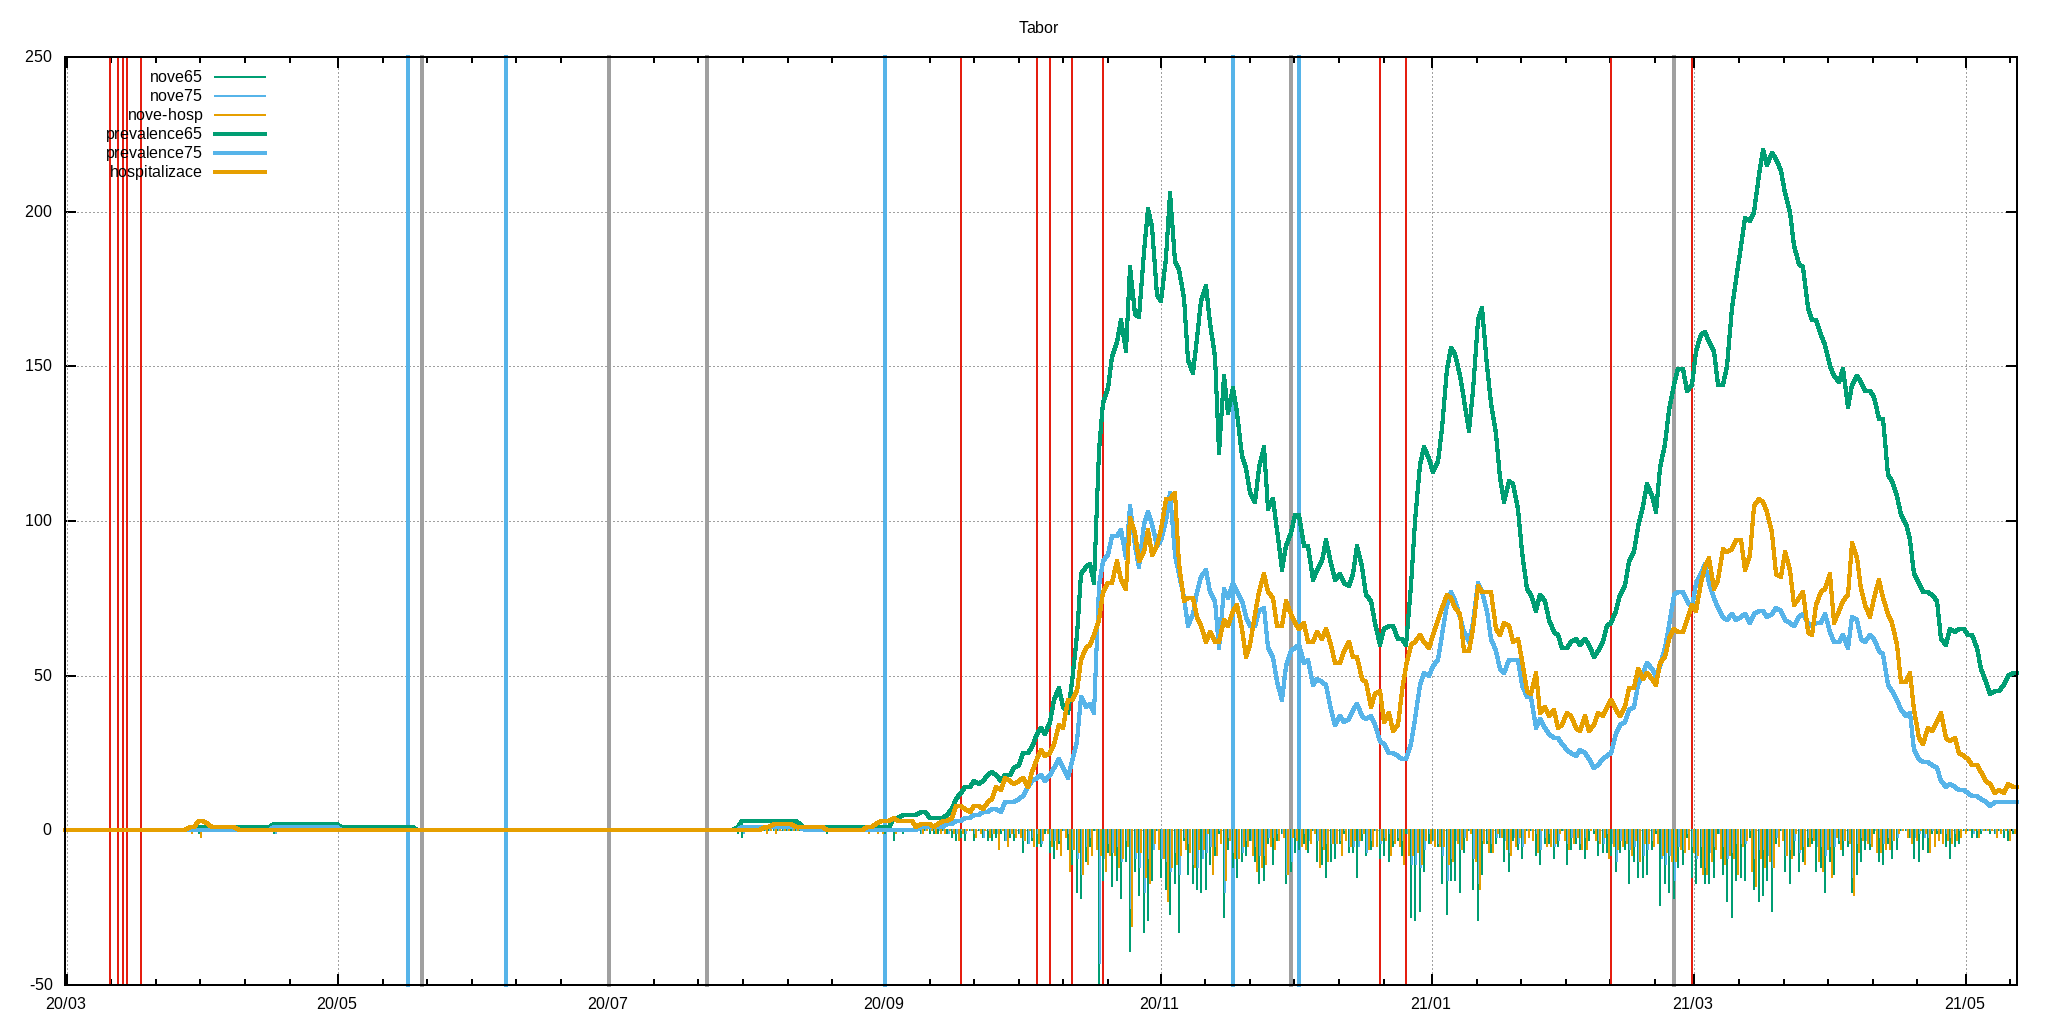 Tabor
250
200
150
100
50
0
-50
nove65
nove75
nove-hosp
prevalence65
prevalence75
hospitalizace
20/03 20/05 20/07 20/09 20/11 21/01 21/03 21/05